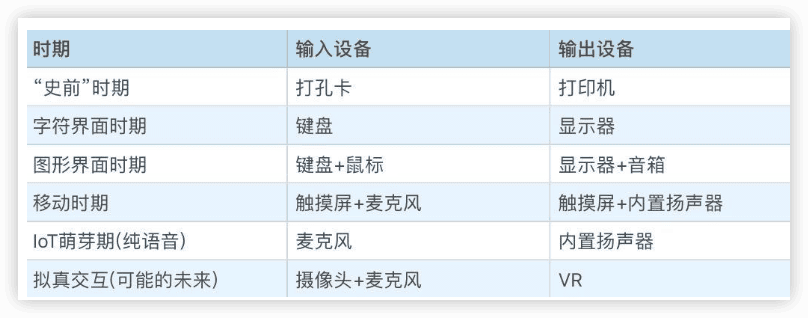 时期 输入设备 输出设备
“史前”时期 打孔卡 打印机
字符界面时期 键盘 显示器
图形界面时期 键盘+鼠标 显示器+音箱
移动时期 触摸屏+麦克风 触摸屏+内置扬声器
IoT萌芽期(纯语音) 麦克风 内置扬声器
拟真交互(可能的未来) 摄像头+麦克风 VR